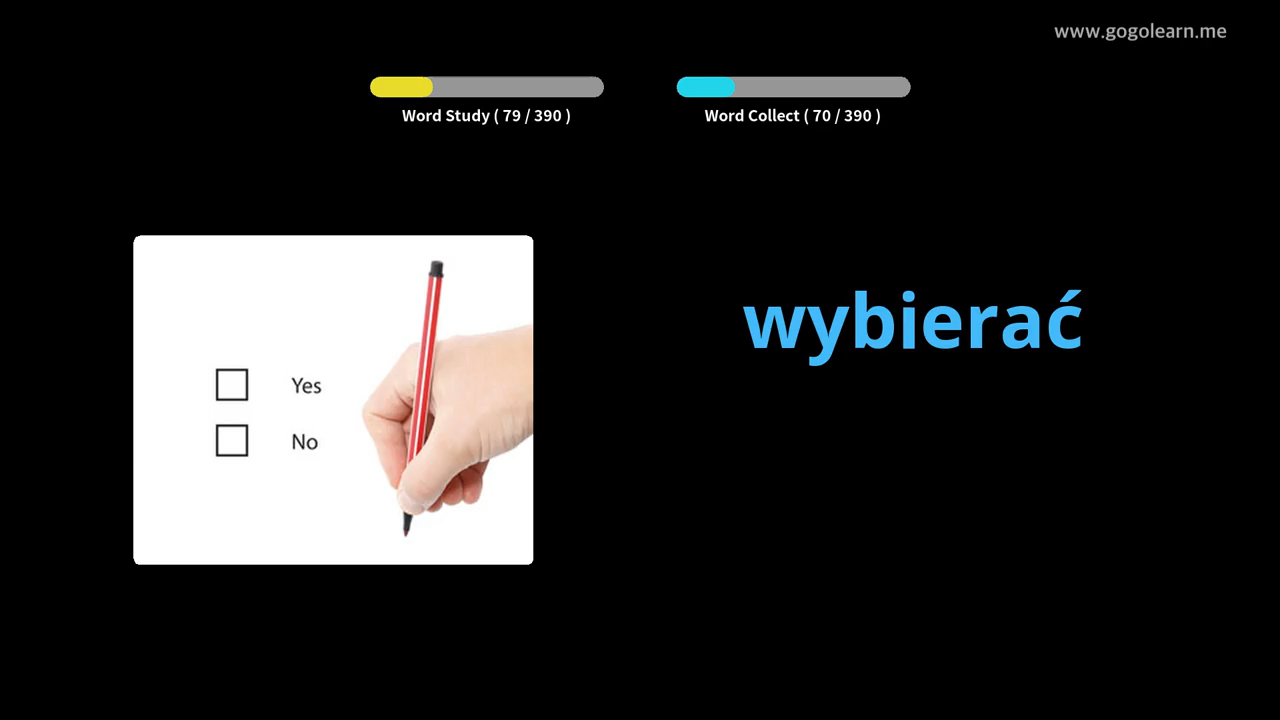 www.gogolearn.me
Word Study ( 79 / 390 )
Word Collect ( 70 / 390 )
wybierać
Yes
No